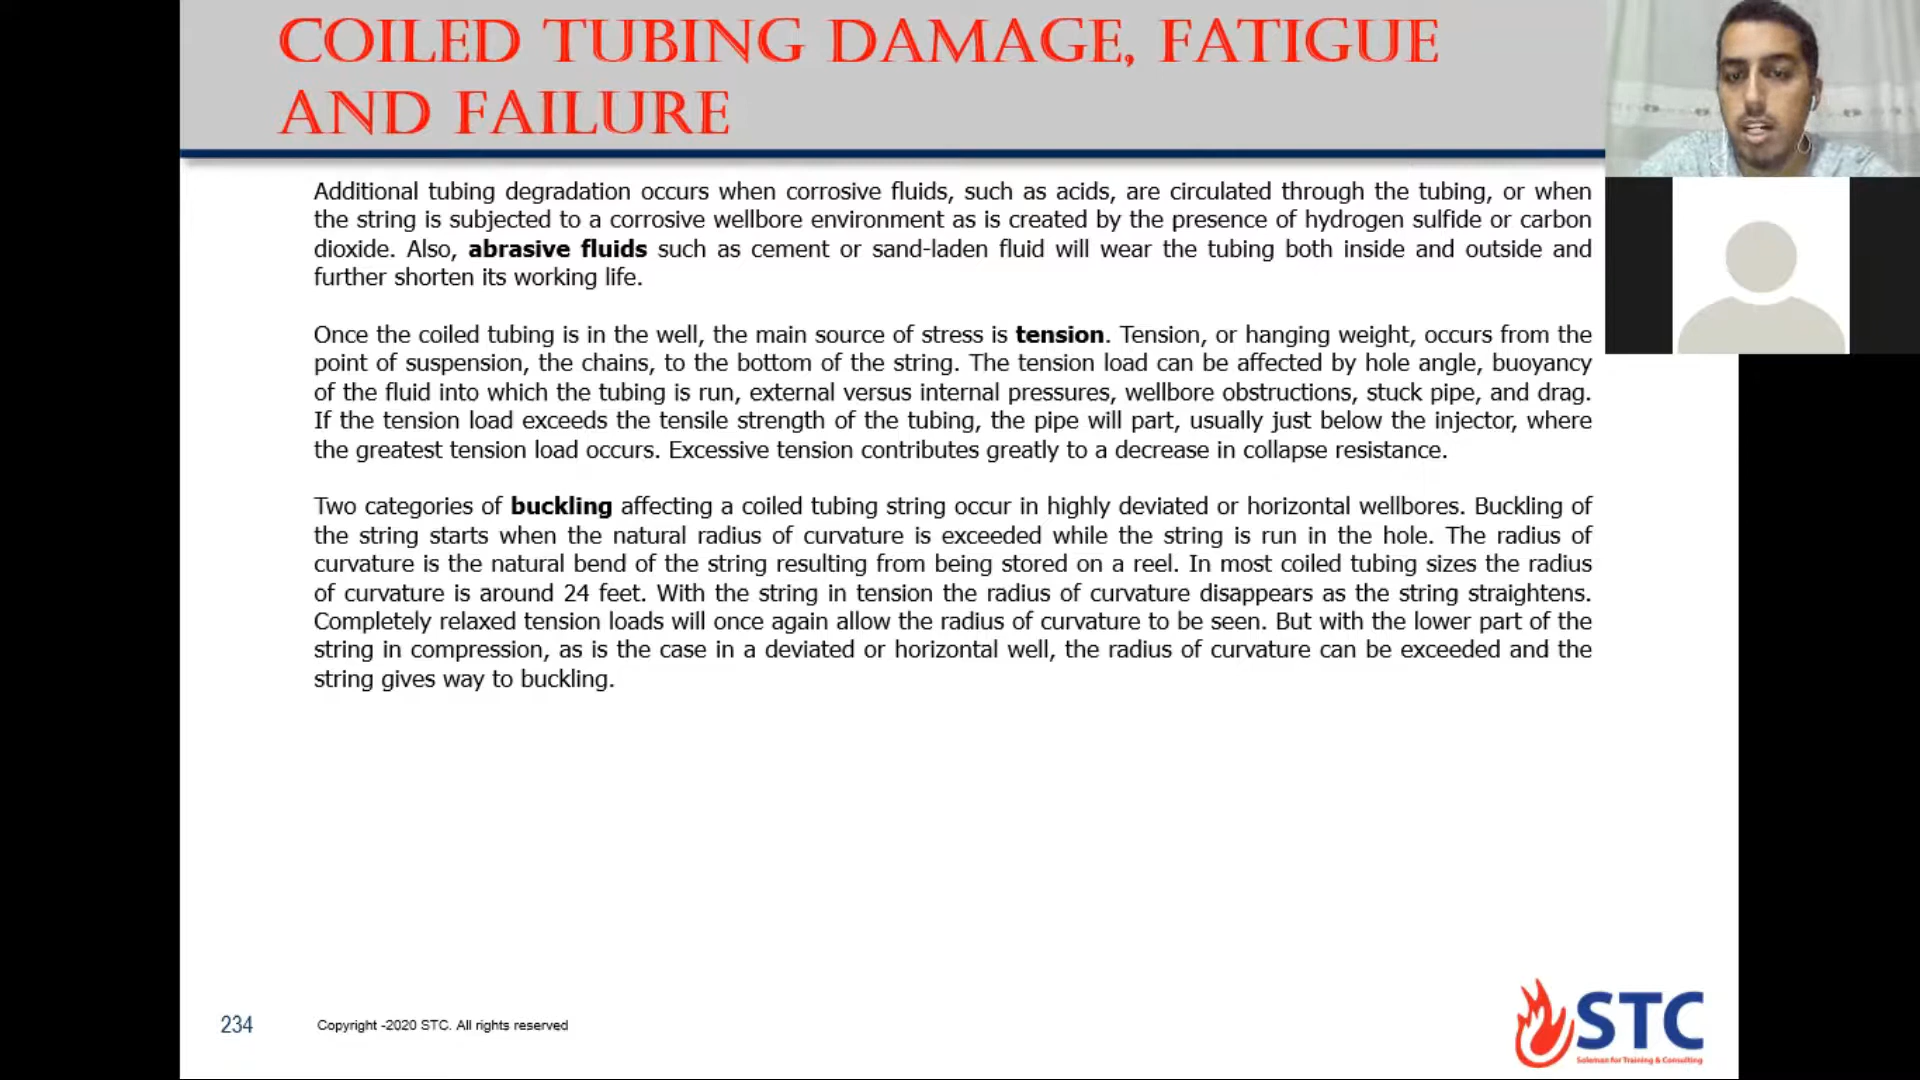 COILED TUBING DAMAGE, FATIGUE
AND FAILURE
Additional tubing degradation occurs when corrosive fluids, such as acids, are circulated through the tubing, or when
the string is subjected to a corrosive wellbore environment as is created by the presence of hydrogen sulfide or carbon
dioxide. Also, abrasive fluids such as cement or sand-laden fluid will wear the tubing both inside and outside and
further shorten its working life.
Once the coiled tubing is in the well, the main source of stress is tension. Tension, or hanging weight, occurs from the
point of suspension, the chains, to the bottom of the string. The tension load can be affected by hole angle, buoyancy
of the fluid into which the tubing is run, external versus internal pressures, wellbore obstructions, stuck pipe, and drag.
If the tension load exceeds the tensile strength of the tubing, the pipe will part, usually just below the injector, where
the greatest tension load occurs. Excessive tension contributes greatly to a decrease in collapse resistance.
Two categories of buckling affecting a coiled tubing string occur in highly deviated or horizontal wellbores. Buckling of
the string starts when the natural radius of curvature is exceeded while the string is run in the hole. The radius of
curvature is the natural bend of the string resulting from being stored on a reel. In most coiled tubing sizes the radius
of curvature is around 24 feet. With the string in tension the radius of curvature disappears as the string straightens.
Completely relaxed tension loads will once again allow the radius of curvature to be seen. But with the lower part of the
string in compression, as is the case in a deviated or horizontal well, the radius of curvature can be exceeded and the
string gives way to buckling.
234
Copyright -2020 STC. All rights reserved
STC
Soleman for Training & Consulting